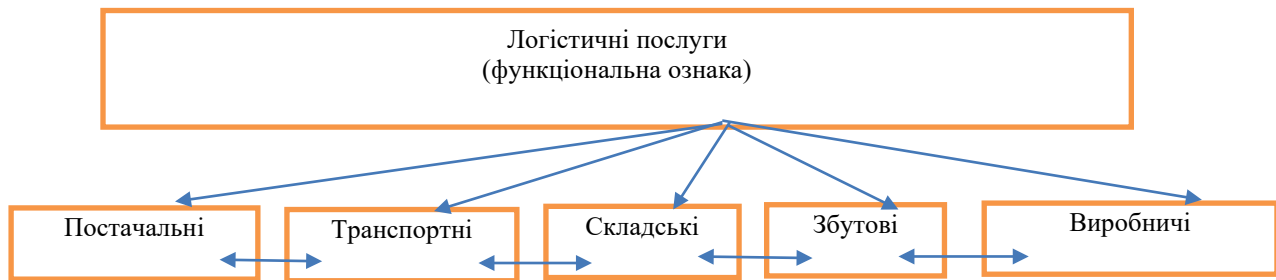 Логістичні послуги
(функціональна ознака)
Постачальні
Транспортні
Складські
Збутові
Виробничі